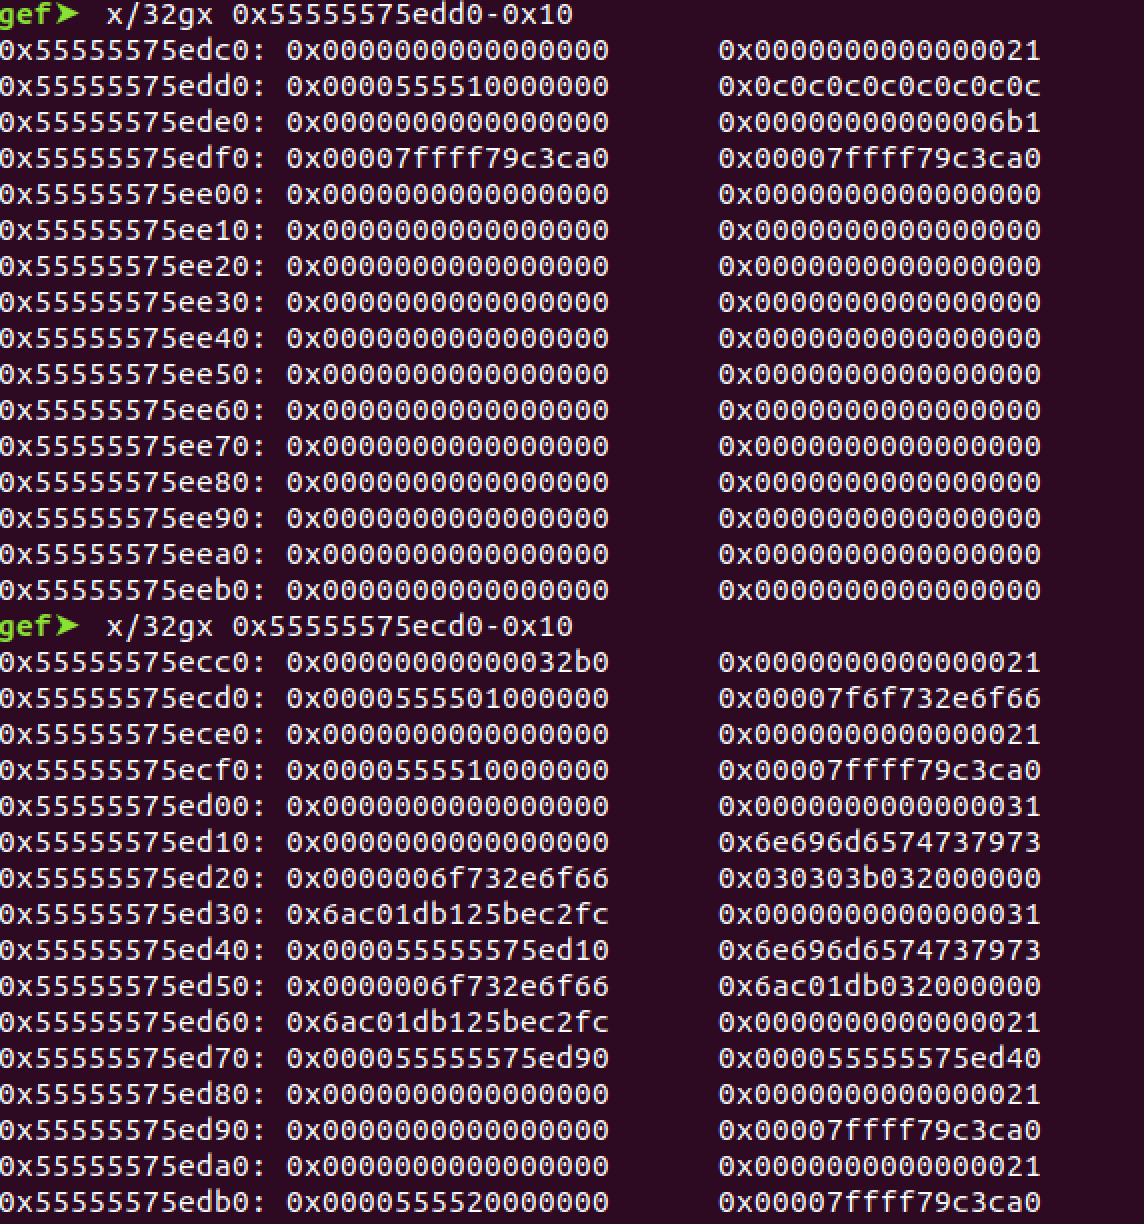 gef➤ x/32gx 0x55555575edd0-0x10
0x55555575edc0: 0x0000000000000000 0x0000000000000021
0x55555575edd0: 0x0000555510000000 0x0c0c0c0c0c0c0c0c
0x55555575ede0: 0x0000000000000000 0x00000000000006b1
0x55555575edf0: 0x00007ffff79c3ca0 0x00007ffff79c3ca0
0x55555575ee00: 0x0000000000000000 0x0000000000000000
0x55555575ee10: 0x0000000000000000 0x0000000000000000
0x55555575ee20: 0x0000000000000000 0x0000000000000000
0x55555575ee30: 0x0000000000000000 0x0000000000000000
0x55555575ee40: 0x0000000000000000 0x0000000000000000
0x55555575ee50: 0x0000000000000000 0x0000000000000000
0x55555575ee60: 0x0000000000000000 0x0000000000000000
0x55555575ee70: 0x0000000000000000 0x0000000000000000
0x55555575ee80: 0x0000000000000000 0x0000000000000000
0x55555575ee90: 0x0000000000000000 0x0000000000000000
0x55555575eea0: 0x0000000000000000 0x0000000000000000
0x55555575eeb0: 0x0000000000000000 0x0000000000000000
gef➤ x/32gx 0x55555575ecd0-0x10
0x55555575ecc0: 0x00000000000032b0 0x0000000000000021
0x55555575ecd0: 0x0000555501000000 0x00007f6f732e6f66
0x55555575ece0: 0x0000000000000000 0x0000000000000021
0x55555575ecf0: 0x0000555510000000 0x00007ffff79c3ca0
0x55555575ed00: 0x0000000000000000 0x0000000000000031
0x55555575ed10: 0x0000000000000000 0x6e696d6574737973
0x55555575ed20: 0x0000006f732e6f66 0x030303b032000000
0x55555575ed30: 0x6ac01db125bec2fc 0x0000000000000031
0x55555575ed40: 0x000055555575ed10 0x6e696d6574737973
0x55555575ed50: 0x0000006f732e6f66 0x6ac01db032000000
0x55555575ed60: 0x6ac01db125bec2fc 0x0000000000000021
0x55555575ed70: 0x000055555575ed90 0x000055555575ed40
0x55555575ed80: 0x0000000000000000 0x0000000000000021
0x55555575ed90: 0x0000000000000000 0x00007ffff79c3ca0
0x55555575eda0: 0x0000000000000000 0x0000000000000021
0x55555575edb0: 0x0000555520000000 0x00007ffff79c3ca0